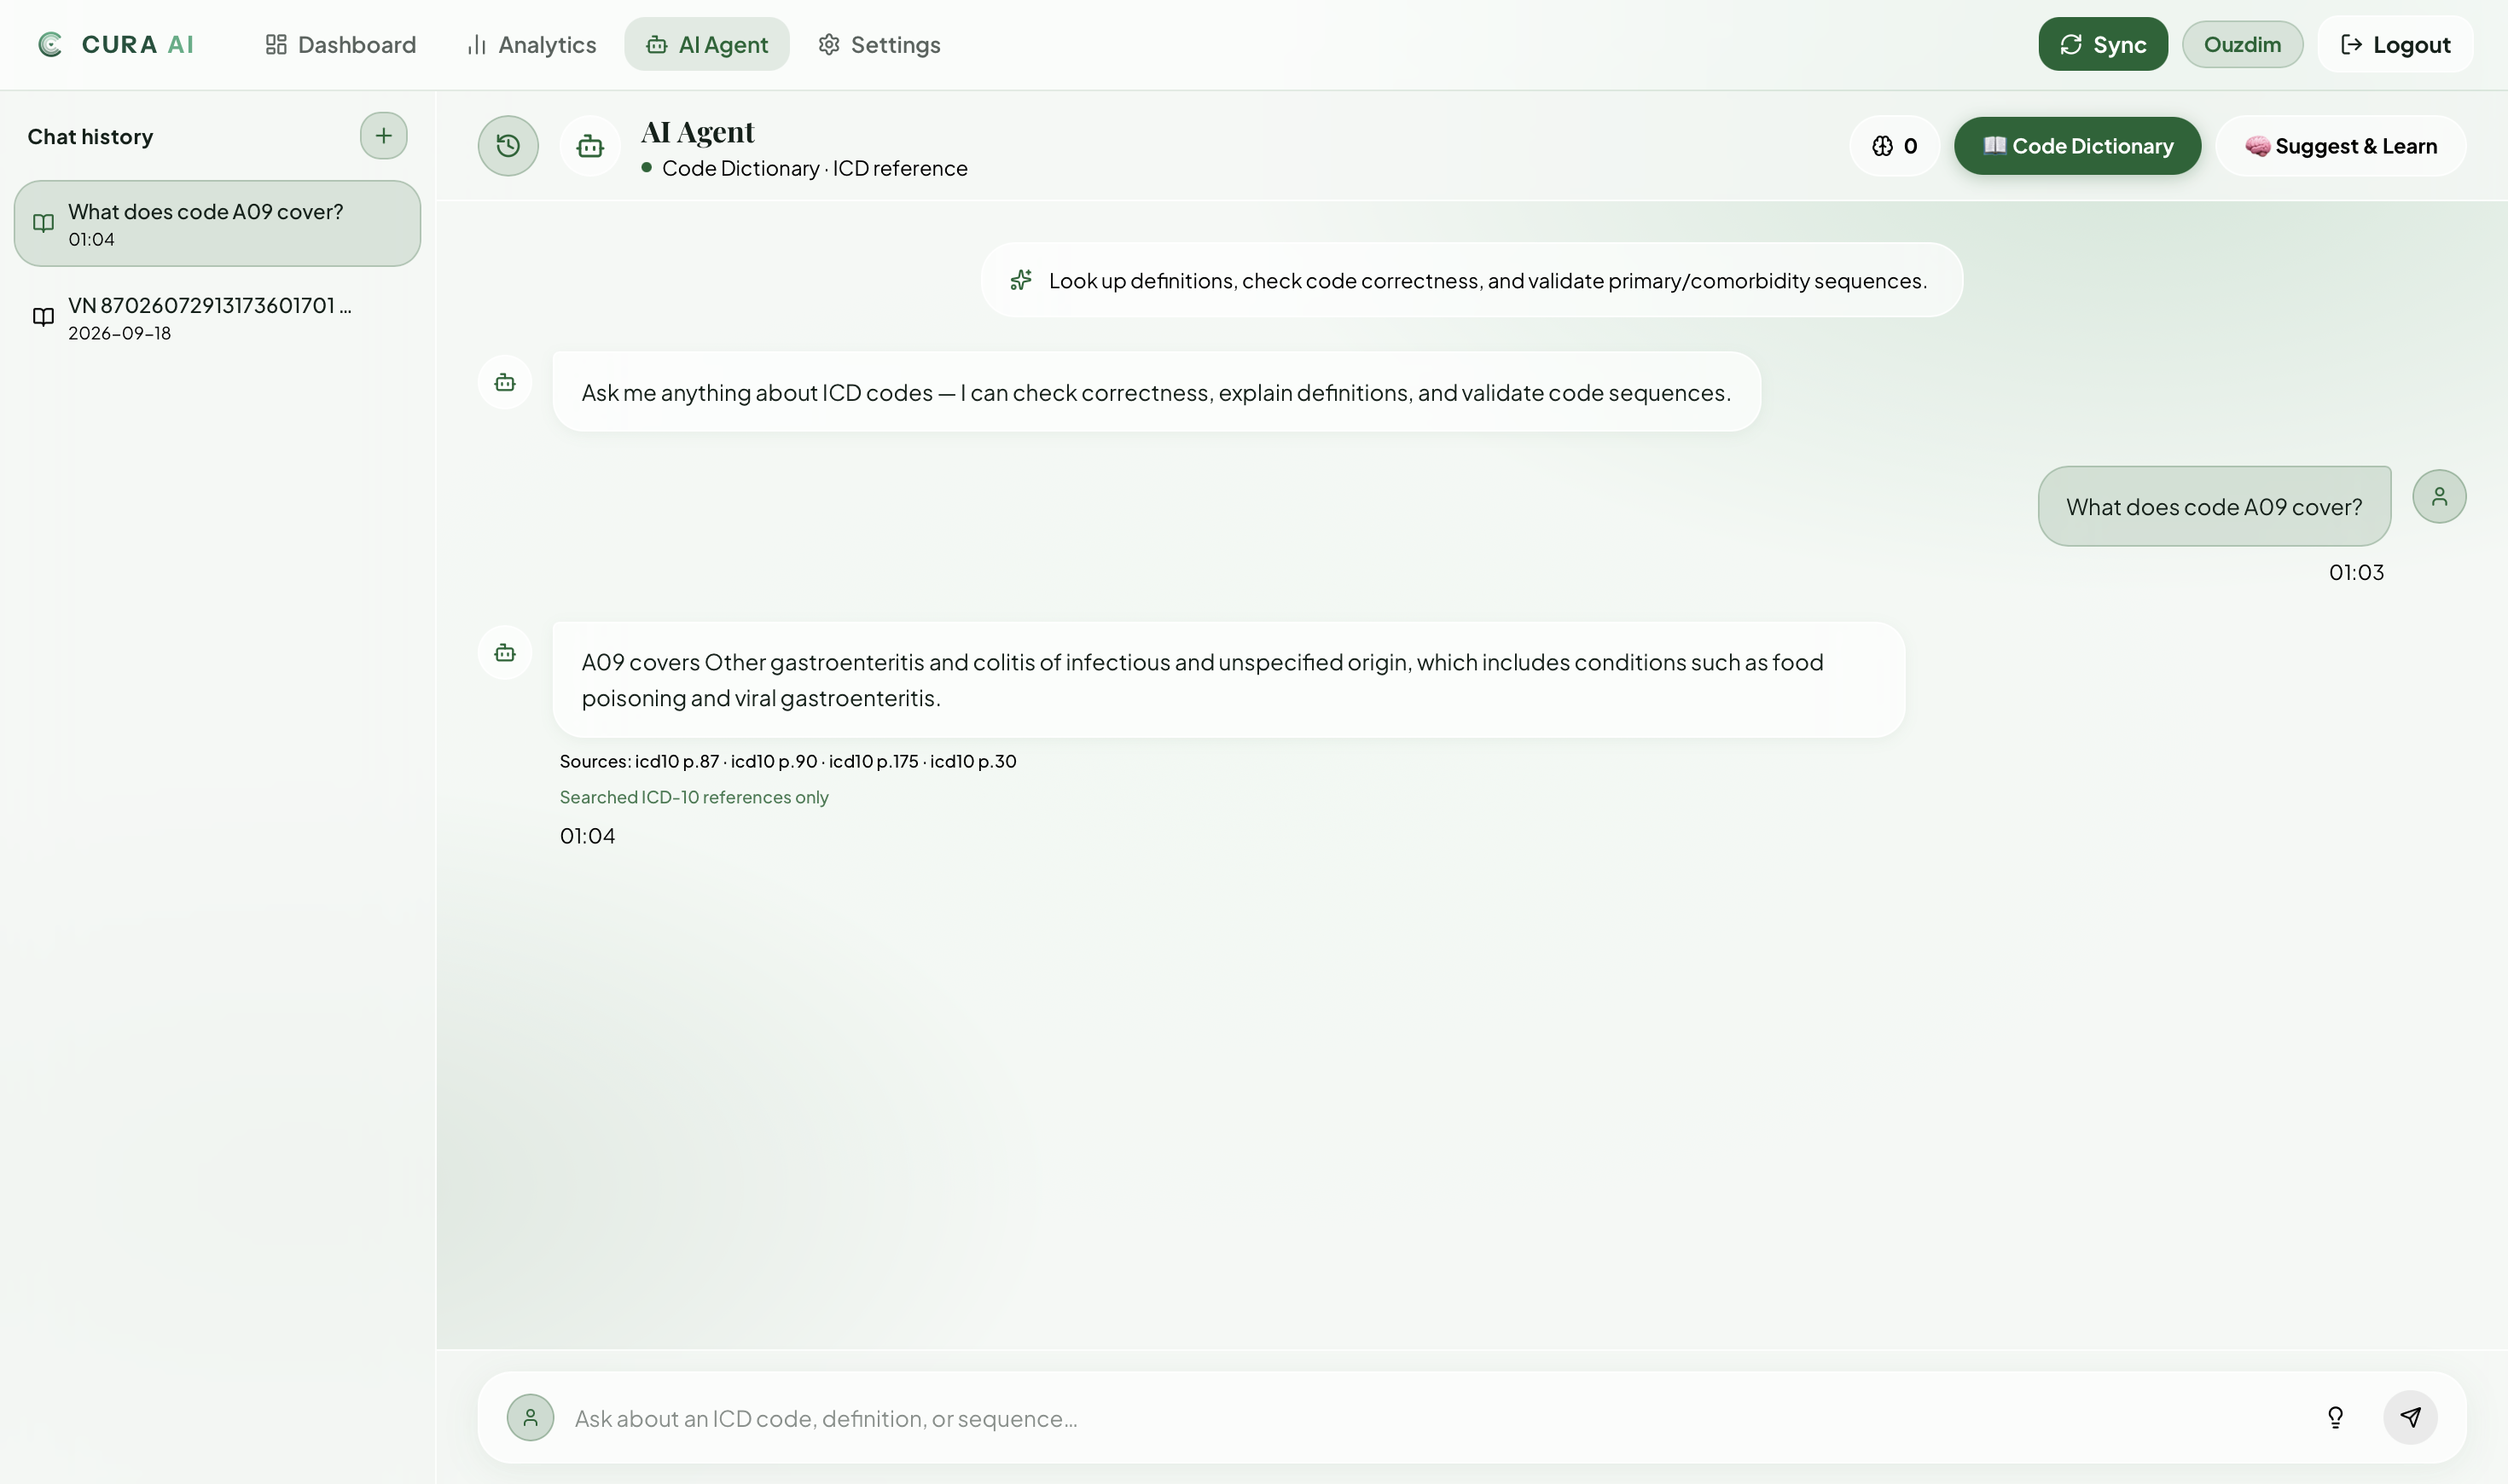 CURA AI
Dashboard
Analytics
AI Agent
Settings
Sync
Ouzdim
Logout
Chat history
What does code A09 cover?
01:04
VN 87026072913173601701 ...
2026-09-18
AI Agent
Code Dictionary · ICD reference
0
📖 Code Dictionary
🧠 Suggest & Learn
Look up definitions, check code correctness, and validate primary/comorbidity sequences.
Ask me anything about ICD codes — I can check correctness, explain definitions, and validate code sequences.
What does code A09 cover?
01:03
A09 covers Other gastroenteritis and colitis of infectious and unspecified origin, which includes conditions such as food
poisoning and viral gastroenteritis.
Sources: icd10 p.87 · icd10 p.90 · icd10 p.175 · icd10 p.30
Searched ICD-10 references only
01:04
Ask about an ICD code, definition, or sequence...